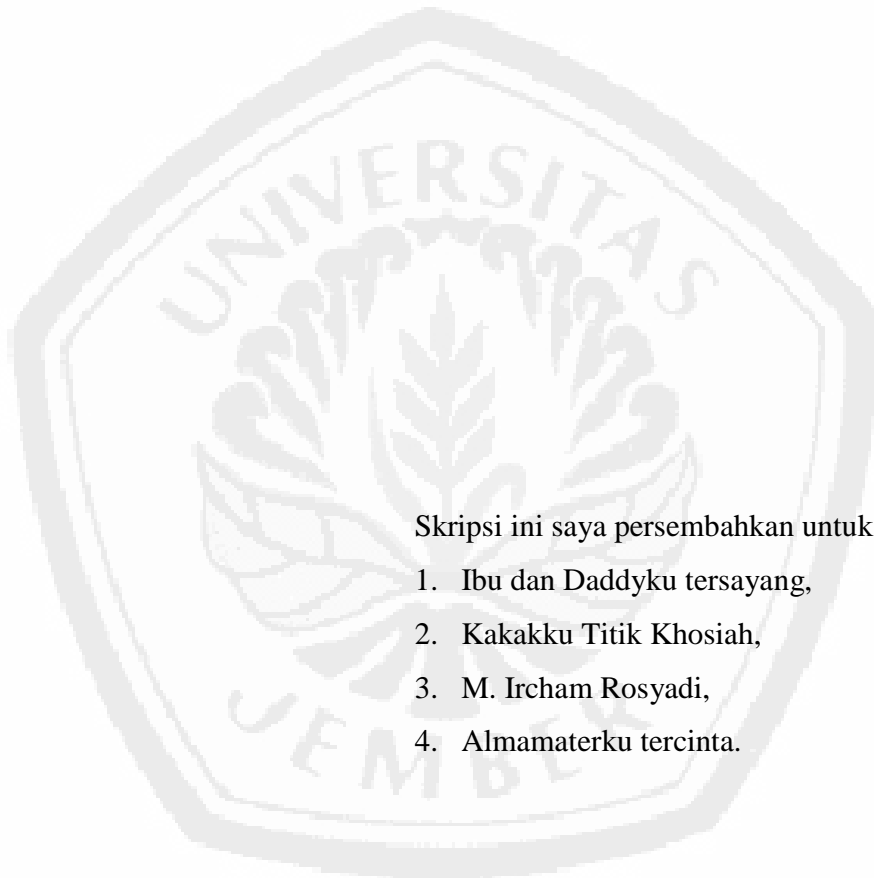 UNIVERSITAS
Skripsi ini saya persembahkan untuk
1. Ibu dan Daddyku tersayang,
2. Kakakku Titik Khosiah,
3. M. Ircham Rosyadi,
4. Almamaterku tercinta.
JEMBER